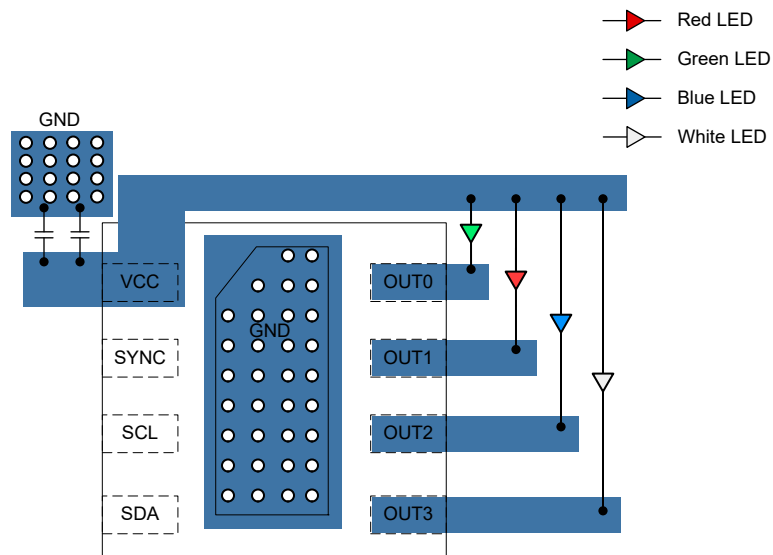 Red LED
Green LED
Blue LED
White LED
GND
VCC
GND
OUT0
SYNC
OUT1
SCL
OUT2
SDA
OUT3